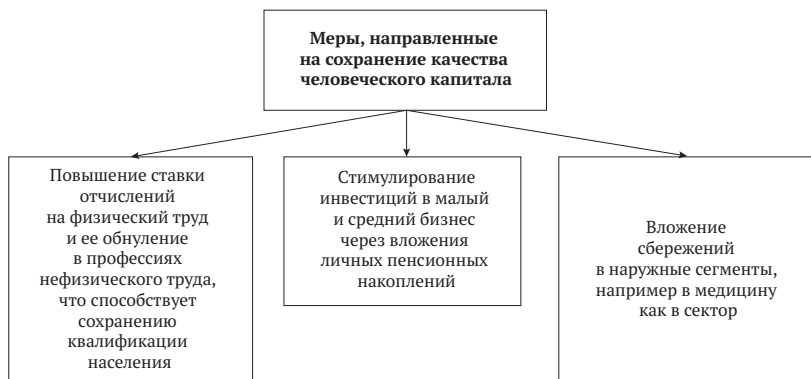 Меры, направленные
на сохранение качества
человеческого капитала
Повышение ставки
отчислений
на физический труд
и ее обнуление
в профессиях
нефизического труда,
что способствует
сохранению
квалификации
населения
Стимулирование
инвестиций в малый
и средний бизнес
через вложения
личных пенсионных
накоплений
Вложение
сбережений
в наружные сегменты,
например в медицину
как в сектор